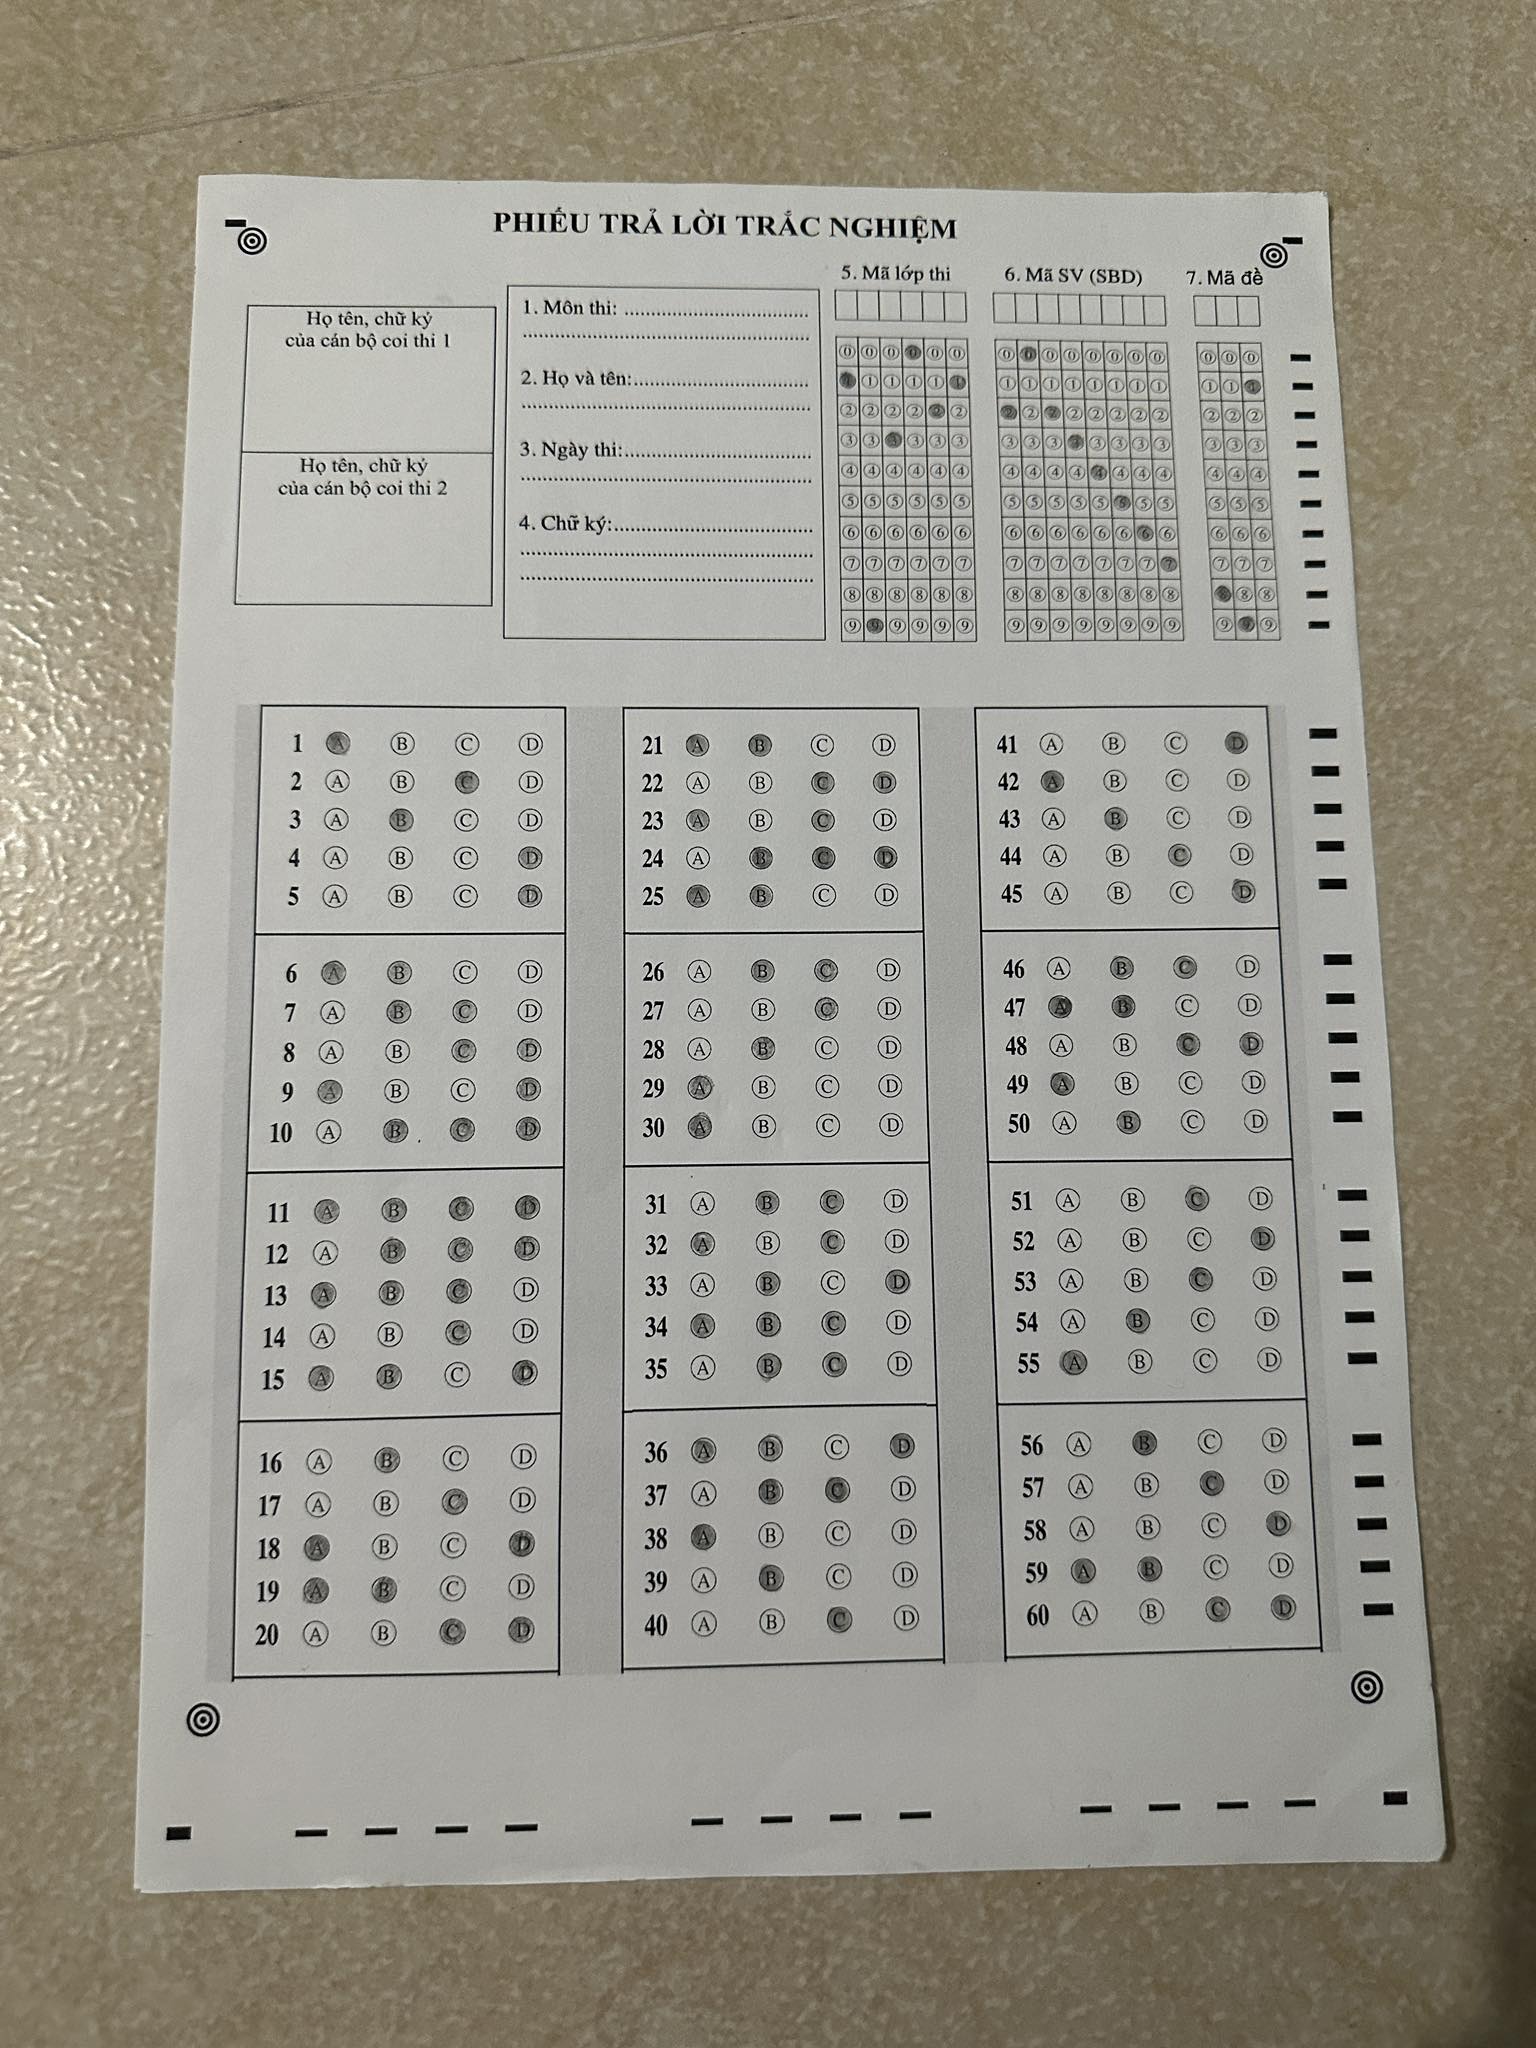 PHIẾU TRẢ LỜI TRẮC NGHIỆM
Họ tên, chữ ký
của cán bộ coi thi 1
Họ tên, chữ ký
của cán bộ coi thi 2
1. Môn thi:
2. Họ và tên:
3. Ngày thi:
4. Chữ ký:
5. Mã lớp thi
0 0 0 0 0 0
1 1 1 1 1 1
2 2 2 2 2 2
3 3 3 3 3 3
4 4 4 4 4 4
5 5 5 5 5 5
6 6 6 6 6 6
7 7 7 7 7 7
8 8 8 8 8 8
9 9 9 9 9 9
6. Mã SV (SBD)
0 0 0 0 0 0 0 0
1 1 1 1 1 1 1 1
2 2 2 2 2 2 2 2
3 3 3 3 3 3 3 3
4 4 4 4 4 4 4 4
5 5 5 5 5 5 5 5
6 6 6 6 6 6 6 6
7 7 7 7 7 7 7 7
8 8 8 8 8 8 8 8
9 9 9 9 9 9 9 9
7. Mã đề
0 0 0
1 1 1
2 2 2
3 3 3
4 4 4
5 5 5
6 6 6
7 7 7
8 8 8
9 9 9
1 A B C D
2 A B C D
3 A B C D
4 A B C D
5 A B C D
6 A B C D
7 A B C D
8 A B C D
9 A B C D
10 A B C D
11 A B C D
12 A B C D
13 A B C D
14 A B C D
15 A B C D
16 A B C D
17 A B C D
18 A B C D
19 A B C D
20 A B C D
21 A B C D
22 A B C D
23 A B C D
24 A B C D
25 A B C D
26 A B C D
27 A B C D
28 A B C D
29 A B C D
30 A B C D
31 A B C D
32 A B C D
33 A B C D
34 A B C D
35 A B C D
36 A B C D
37 A B C D
38 A B C D
39 A B C D
40 A B C D
41 A B C D
42 A B C D
43 A B C D
44 A B C D
45 A B C D
46 A B C D
47 A B C D
48 A B C D
49 A B C D
50 A B C D
51 A B C D
52 A B C D
53 A B C D
54 A B C D
55 A B C D
56 A B C D
57 A B C D
58 A B C D
59 A B C D
60 A B C D